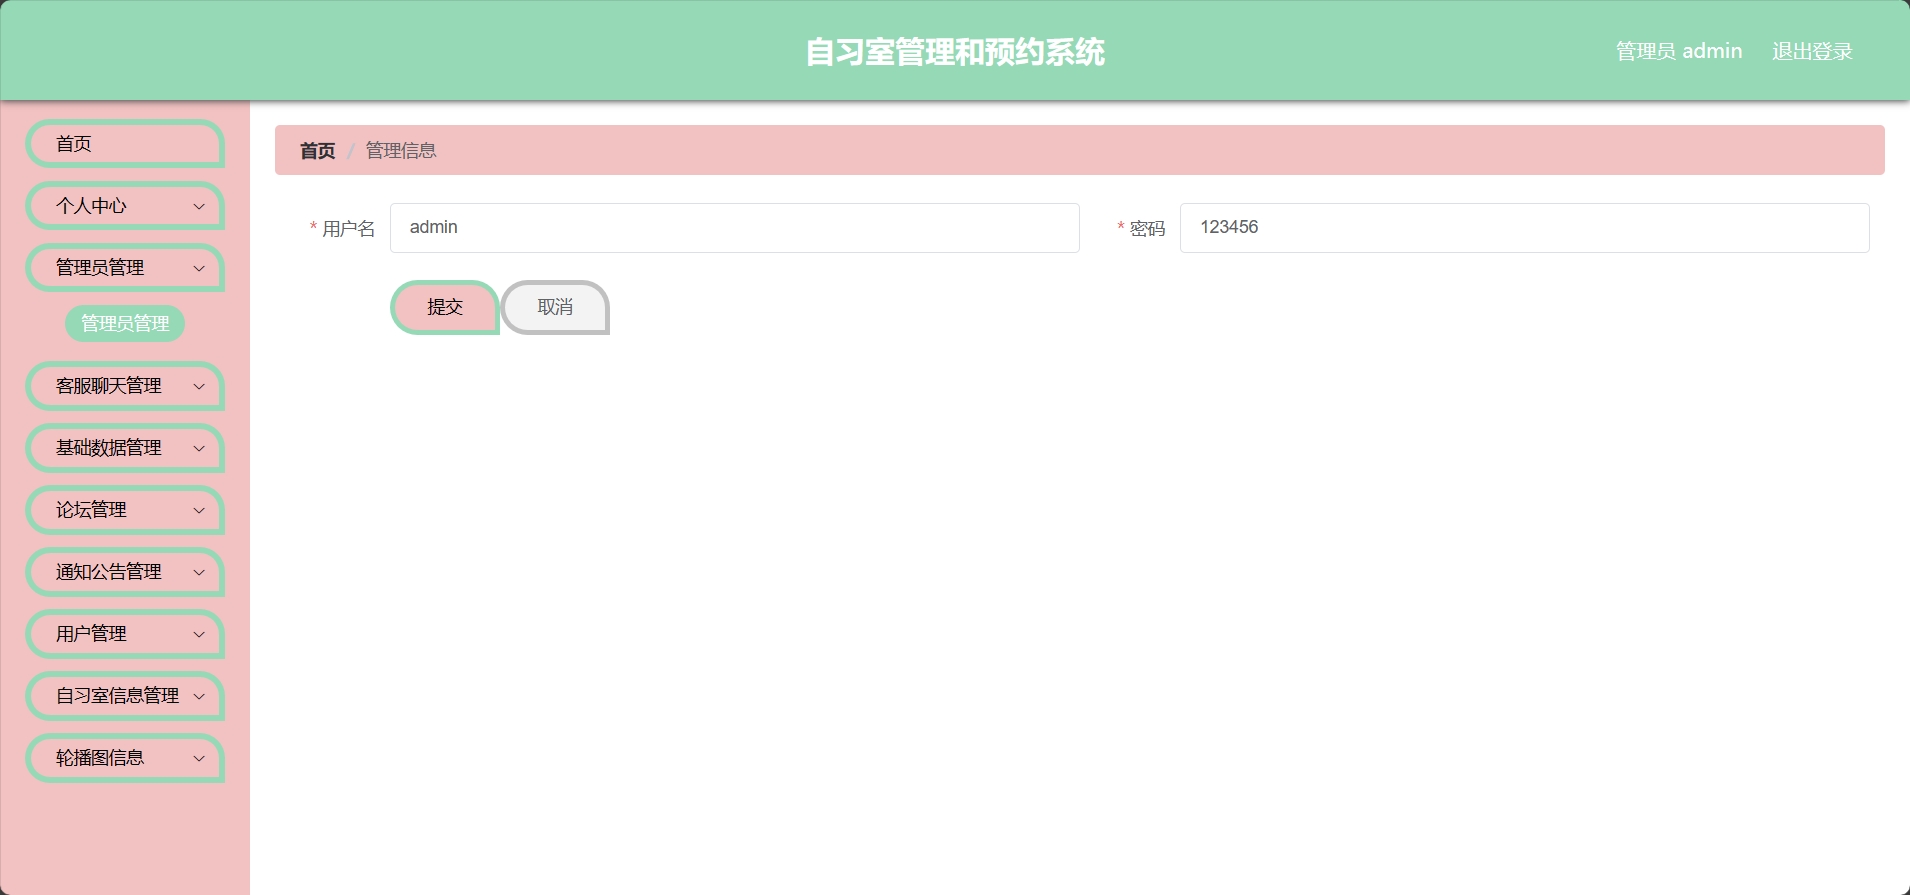 自习室管理和预约系统
管理员 admin 退出登录
首页
个人中心
管理员管理
管理员管理
客服聊天管理
基础数据管理
论坛管理
通知公告管理
用户管理
自习室信息管理
轮播图信息
首页 / 管理信息
* 用户名 admin * 密码 123456
提交 取消